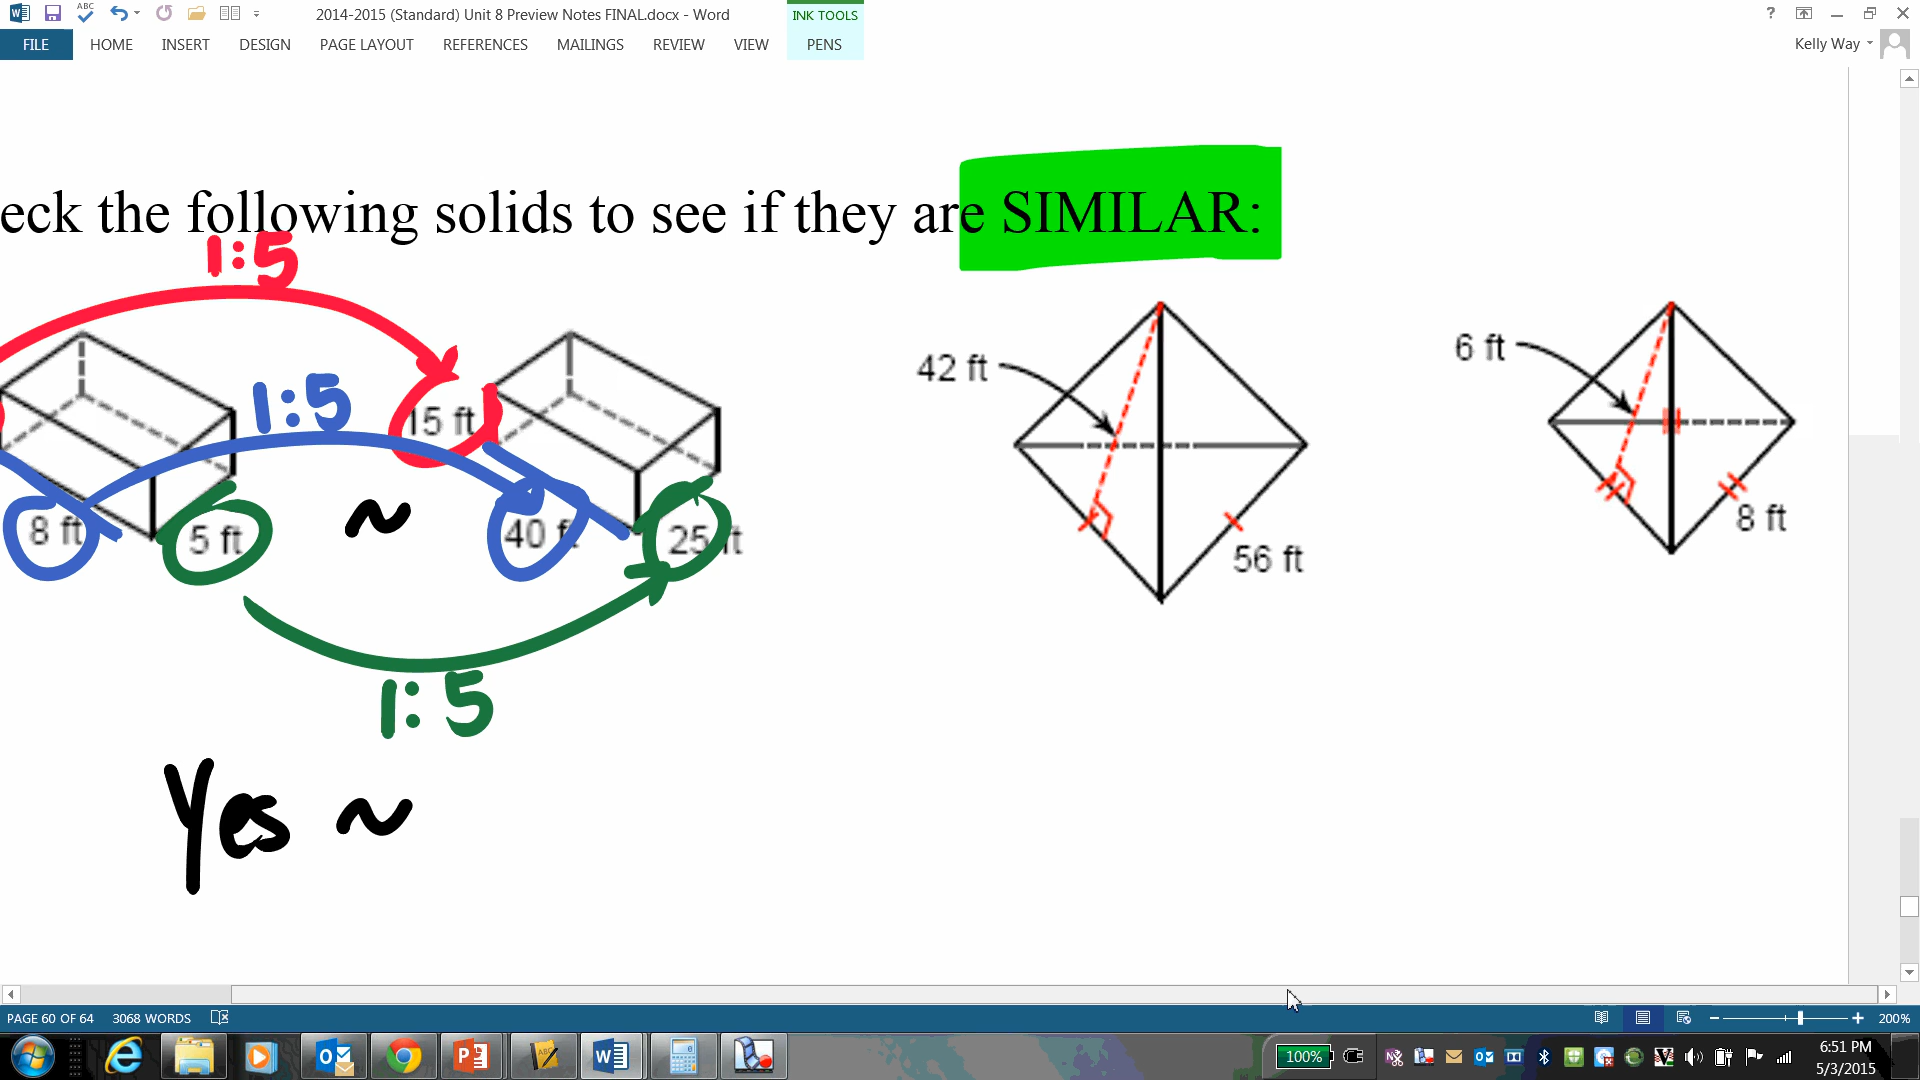 2014-2015 (Standard) Unit 8 Preview Notes FINAL.docx - Word
INK TOOLS
FILE HOME INSERT DESIGN PAGE LAYOUT REFERENCES MAILINGS REVIEW VIEW PENS
Kelly Way
eck the following solids to see if they are SIMILAR:
1:5
42 ft
6 ft
1:5
15 ft
8 ft
5 ft
~
40 ft
25 ft
56 ft
8 ft
1:5
Yes ~
PAGE 60 OF 64 3068 WORDS
200%
100%
6:51 PM
5/3/2015